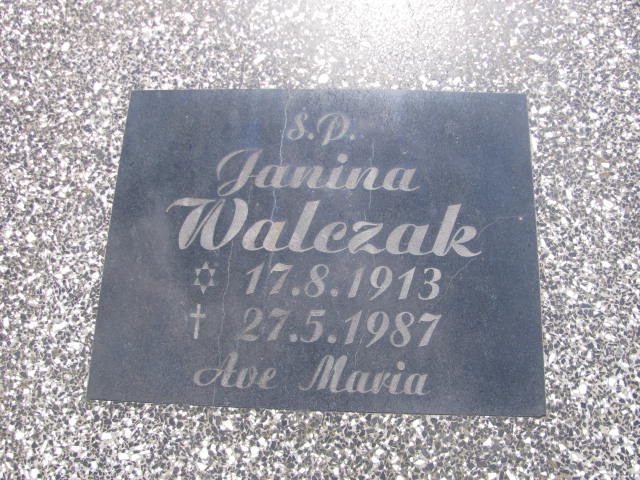 Ś.P.
Janina
Walczak
✡ 17.8.1913
† 27.5.1987
Ave Maria